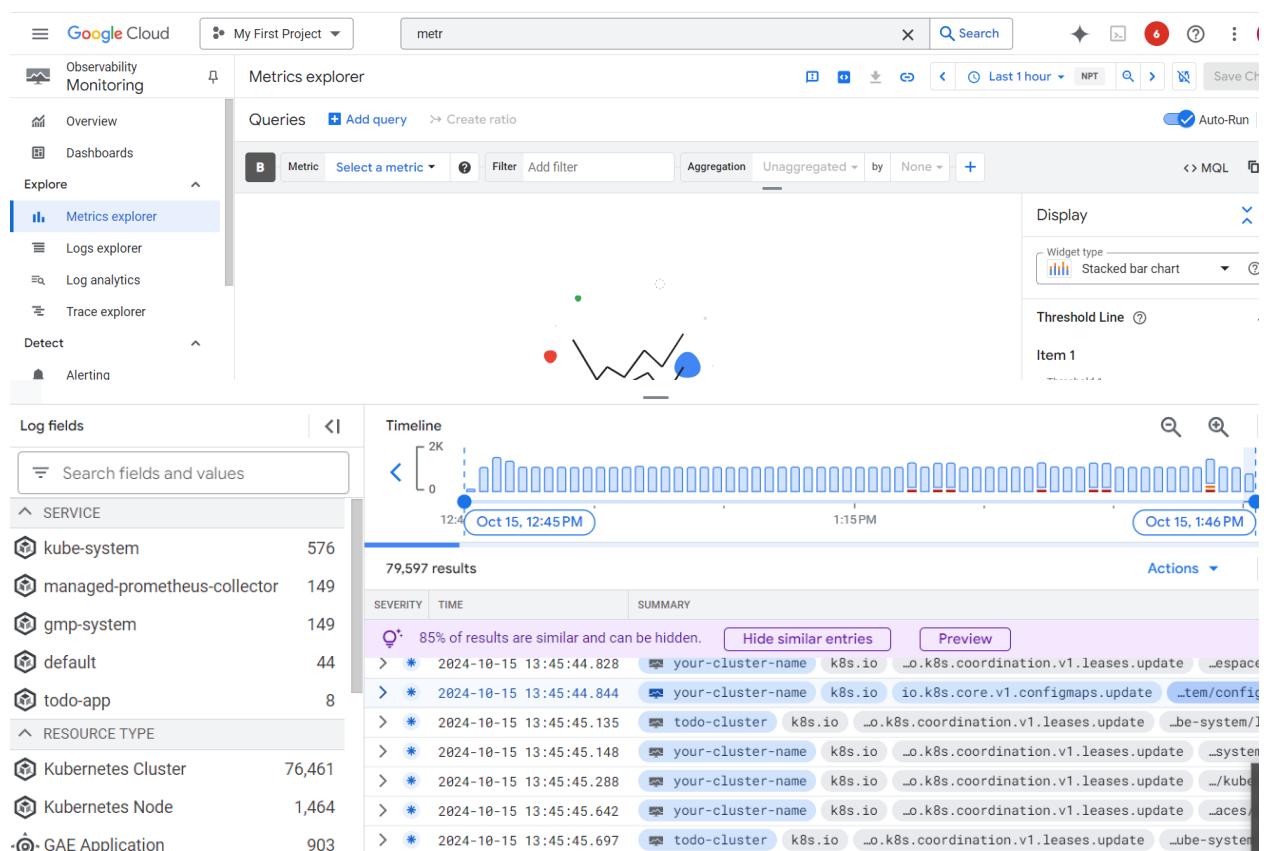 Google Cloud My First Project metr Search 6
Observability
Monitoring
Metrics explorer Last 1 hour NPT Save Ch
Overview
Dashboards
Explore
Metrics explorer
Logs explorer
Log analytics
Trace explorer
Detect
Alerting
Queries Add query Create ratio Auto-Run
B Metric Select a metric Filter Add filter Aggregation Unaggregated by None + <> MQL
Display
Widget type
Stacked bar chart
Threshold Line
Item 1
Log fields
Search fields and values
SERVICE
kube-system 576
managed-prometheus-collector 149
gmp-system 149
default 44
todo-app 8
RESOURCE TYPE
Kubernetes Cluster 76,461
Kubernetes Node 1,464
GAE Application 903
Timeline
2K
0
12:4 Oct 15, 12:45 PM 1:15 PM Oct 15, 1:46 PM
79,597 results Actions
SEVERITY TIME SUMMARY
85% of results are similar and can be hidden. Hide similar entries Preview
2024-10-15 13:45:44.828 your-cluster-name k8s.io …o.k8s.coordination.v1.leases.update …espace
2024-10-15 13:45:44.844 your-cluster-name k8s.io io.k8s.core.v1.configmaps.update …tem/config
2024-10-15 13:45:45.135 todo-cluster k8s.io …o.k8s.coordination.v1.leases.update …be-system/l
2024-10-15 13:45:45.148 your-cluster-name k8s.io …o.k8s.coordination.v1.leases.update …system
2024-10-15 13:45:45.288 your-cluster-name k8s.io …o.k8s.coordination.v1.leases.update …/kube
2024-10-15 13:45:45.642 your-cluster-name k8s.io …o.k8s.coordination.v1.leases.update …aces/
2024-10-15 13:45:45.697 todo-cluster k8s.io …o.k8s.coordination.v1.leases.update …ube-system